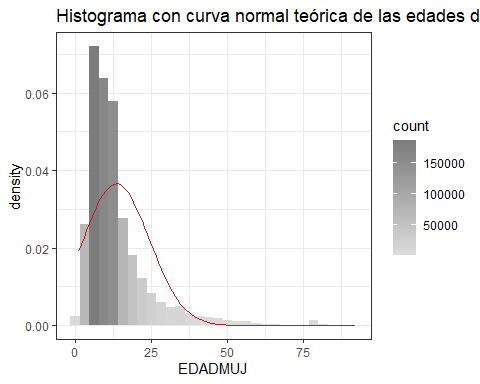 Histograma con curva normal teórica de las edades d
density
0.06
0.04
0.02
0.00
0
25
50
75
EDADMUJ
count
150000
100000
50000